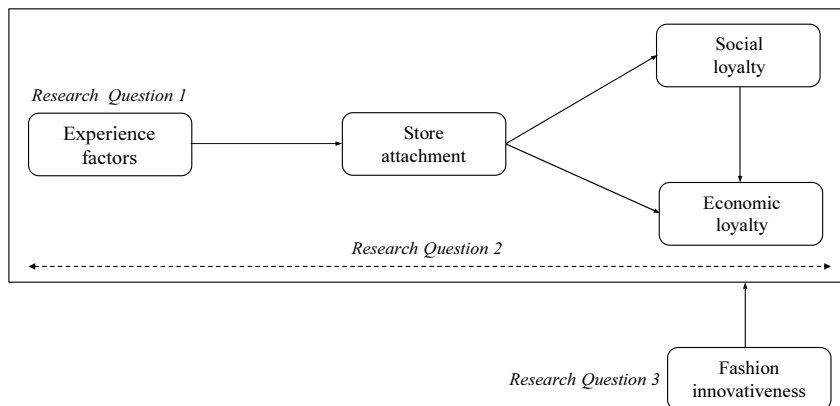 Social
loyalty
Research Question 1
Experience
factors
Store
attachment
Economic
loyalty
Research Question 2
Research Question 3
Fashion
innovativeness